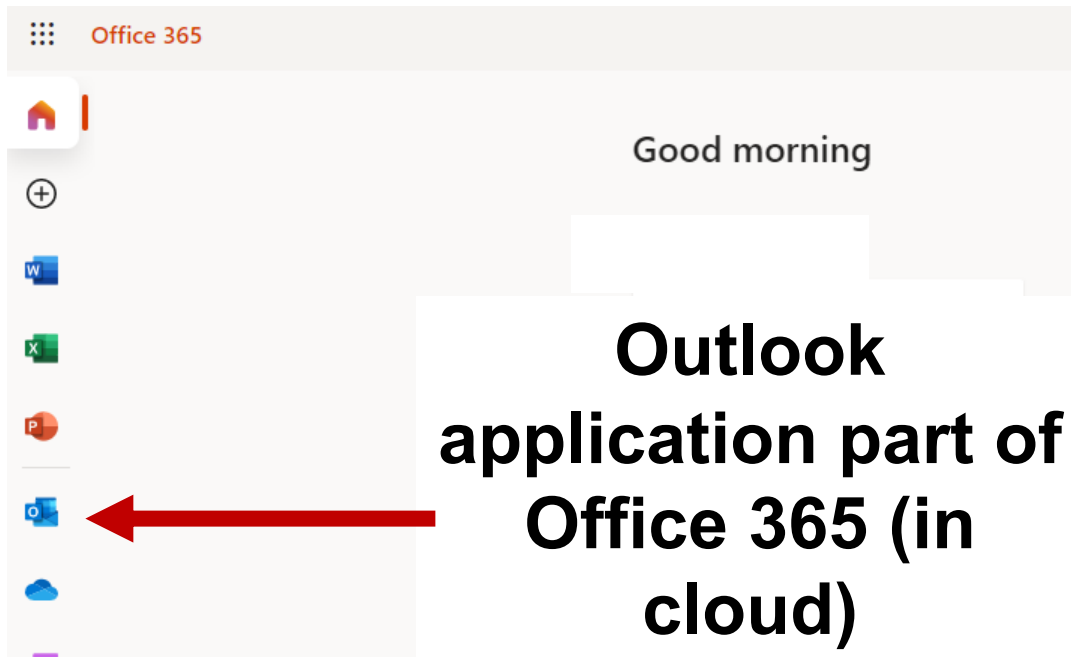 Office 365
Good morning
W
X
P
Outlook
application part of
Office 365 (in
cloud)
O